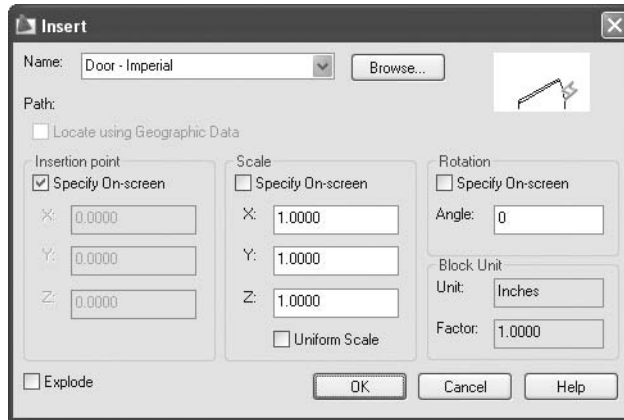 Insert
Name: Door - Imperial Browse...
Path:
Locate using Geographic Data
Insertion point Scale Rotation
Specify On-screen Specify On-screen Specify On-screen
X: 0.0000 X: 1.0000 Angle: 0
Y: 0.0000 Y: 1.0000
Block Unit
Z: 0.0000 Z: 1.0000 Unit: Inches
Uniform Scale Factor: 1.0000
Explode OK Cancel Help